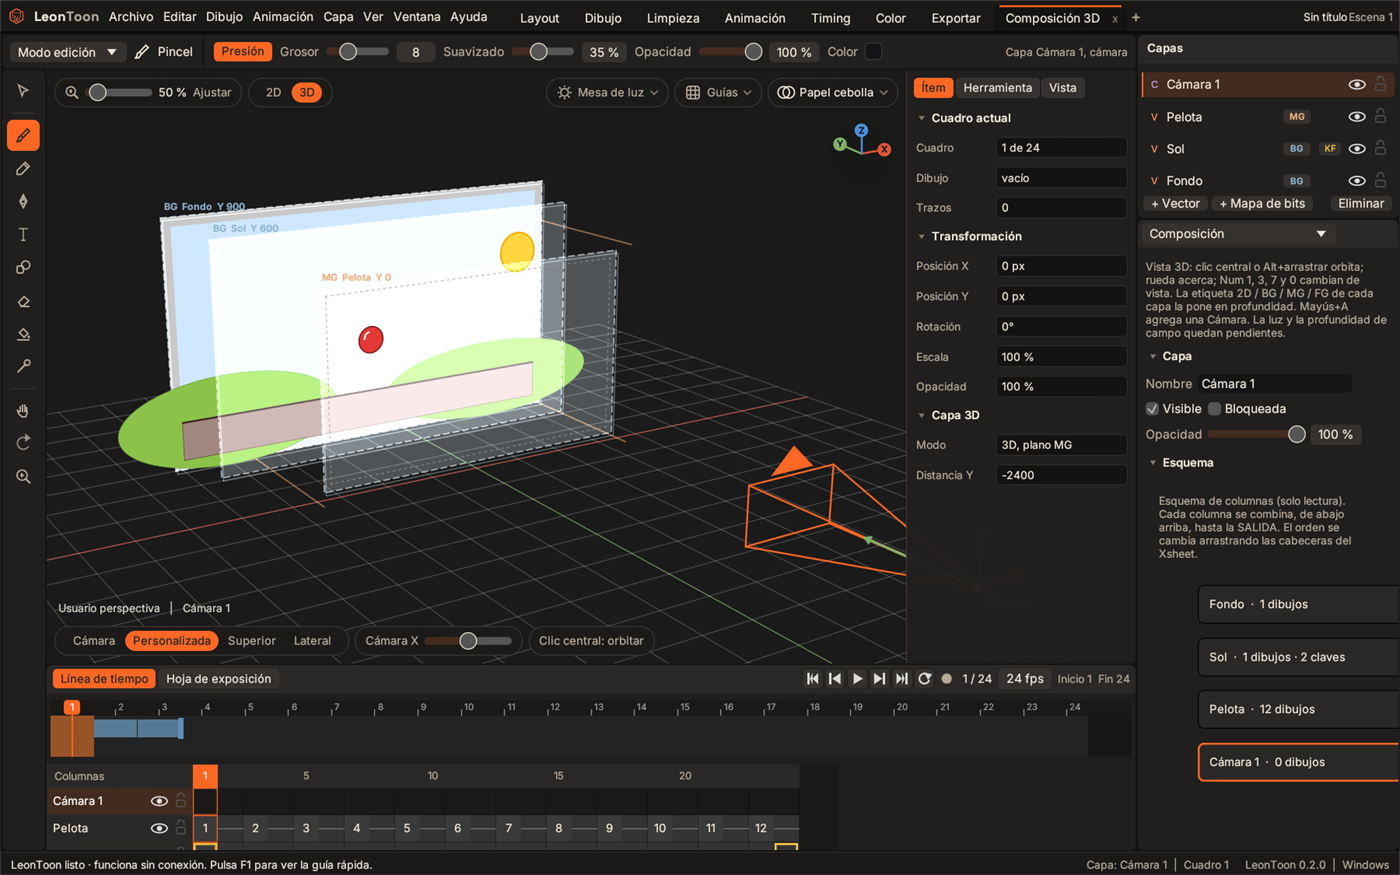 LeonToon Archivo Editar Dibujo Animación Capa Ver Ventana Ayuda Layout Dibujo Limpieza Animación Timing Color Exportar Composición 3D x + Sin título Escena 1
Modo edición Pincel Presión Grosor 8 Suavizado 35 % Opacidad 100 % Color Capa Cámara 1, cámara
50 % Ajustar 2D 3D Mesa de luz Guías Papel cebolla
Z
Y
X
BG Fondo Y 900
BG Sol Y 600
MG Pelota Y 0
Usuario perspectiva | Cámara 1
Cámara Personalizada Superior Lateral Cámara X Clic central: orbitar
Ítem Herramienta Vista
Cuadro actual
Cuadro 1 de 24
Dibujo vacío
Trazos 0
Transformación
Posición X 0 px
Posición Y 0 px
Rotación 0°
Escala 100 %
Opacidad 100 %
Capa 3D
Modo 3D, plano MG
Distancia Y -2400
Capas
C Cámara 1
V Pelota MG
V Sol BG KF
V Fondo BG
+ Vector + Mapa de bits Eliminar
Composición
Vista 3D: clic central o Alt+arrastrar orbita;
rueda acerca; Num 1, 3, 7 y 0 cambian de
vista. La etiqueta 2D / BG / MG / FG de cada
capa la pone en profundidad. Mayús+A
agrega una Cámara. La luz y la profundidad de
campo quedan pendientes.
Capa
Nombre Cámara 1
Visible Bloqueada
Opacidad 100 %
Esquema
Esquema de columnas (solo lectura).
Cada columna se combina, de abajo
arriba, hasta la SALIDA. El orden se
cambia arrastrando las cabeceras del
Xsheet.
Fondo · 1 dibujos
Sol · 1 dibujos · 2 claves
Pelota · 12 dibujos
Cámara 1 · 0 dibujos
Línea de tiempo Hoja de exposición 1 / 24 24 fps Inicio 1 Fin 24
1 2 3 4 5 6 7 8 9 10 11 12 13 14 15 16 17 18 19 20 21 22 23 24
Columnas 1 5 10 15 20
Cámara 1
Pelota 1 2 3 4 5 6 7 8 9 10 11 12
LeonToon listo · funciona sin conexión. Pulsa F1 para ver la guía rápida. Capa: Cámara 1 | Cuadro 1 LeonToon 0.2.0 | Windows